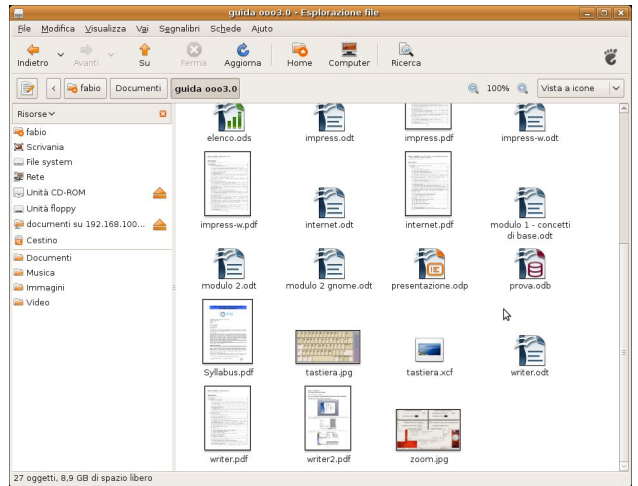 guida ooo3.0 - Esplorazione file
File Modifica Visualizza Vai Segnalibri Schede Aiuto
Indietro Avanti Su Ferma Aggiorna Home Computer Ricerca
fabio Documenti guida ooo3.0 100% Vista a icone
Risorse
fabio
Scrivania
File system
Rete
Unità CD-ROM
Unità floppy
documenti su 192.168.100...
Cestino
Documenti
Musica
Immagini
Video
elenco.ods impress.odt impress.pdf impress-w.odt
impress-w.pdf internet.odt internet.pdf modulo 1 - concetti
di base.odt
modulo 2.odt modulo 2 gnome.odt presentazione.odp prova.odb
Syllabus.pdf tastiera.jpg tastiera.xcf writer.odt
writer.pdf writer2.pdf zoom.jpg
27 oggetti, 8,9 GB di spazio libero